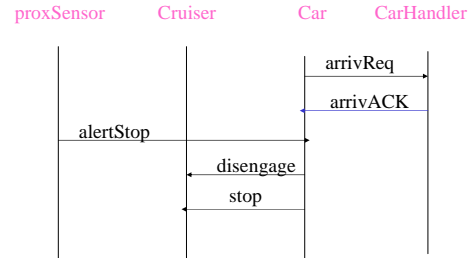 proxSensor Cruiser Car CarHandler
arrivReq
arrivACK
alertStop
disengage
stop